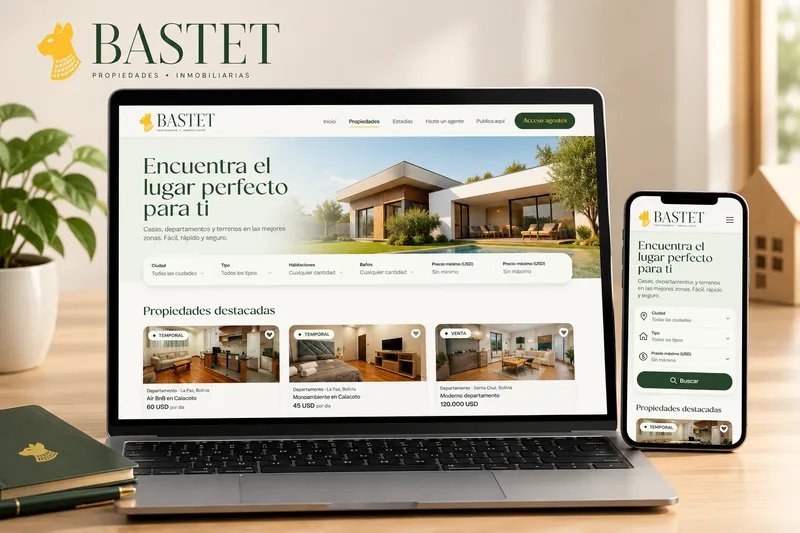 BASTET
PROPIEDADES • INMOBILIARIAS
BASTET
PROPIEDADES • INMOBILIARIAS
Inicio
Propiedades
Estadías
Hazte un agente
Publica aquí
Acceso agentes
Encuentra el
lugar perfecto
para ti
Casas, departamentos y terrenos en las mejores
zonas. Fácil, rápido y seguro.
Ciudad
Todas las ciudades
Tipo
Todos los tipos
Habitaciones
Cualquier cantidad
Baños
Cualquier cantidad
Precio mínimo (USD)
Sin mínimo
Precio máximo (USD)
Sin máximo
Propiedades destacadas
TEMPORAL
Departamento · La Paz, Bolivia
Air BnB en Calacoto
60 USD por día
TEMPORAL
Departamento · La Paz, Bolivia
Monoambiente en Calacoto
45 USD por día
VENTA
Departamento · Santa Cruz, Bolivia
Moderno departamento
120.000 USD
BASTET
PROPIEDADES • INMOBILIARIAS
Encuentra el
lugar perfecto
para ti
Casas, departamentos y terrenos
en las mejores zonas. Fácil, rápido
y seguro.
Ciudad
Todas las ciudades
Tipo
Todas los tipos
Precio máximo (USD)
Sin mínimo
Buscar
Propiedades destacadas
TEMPORAL